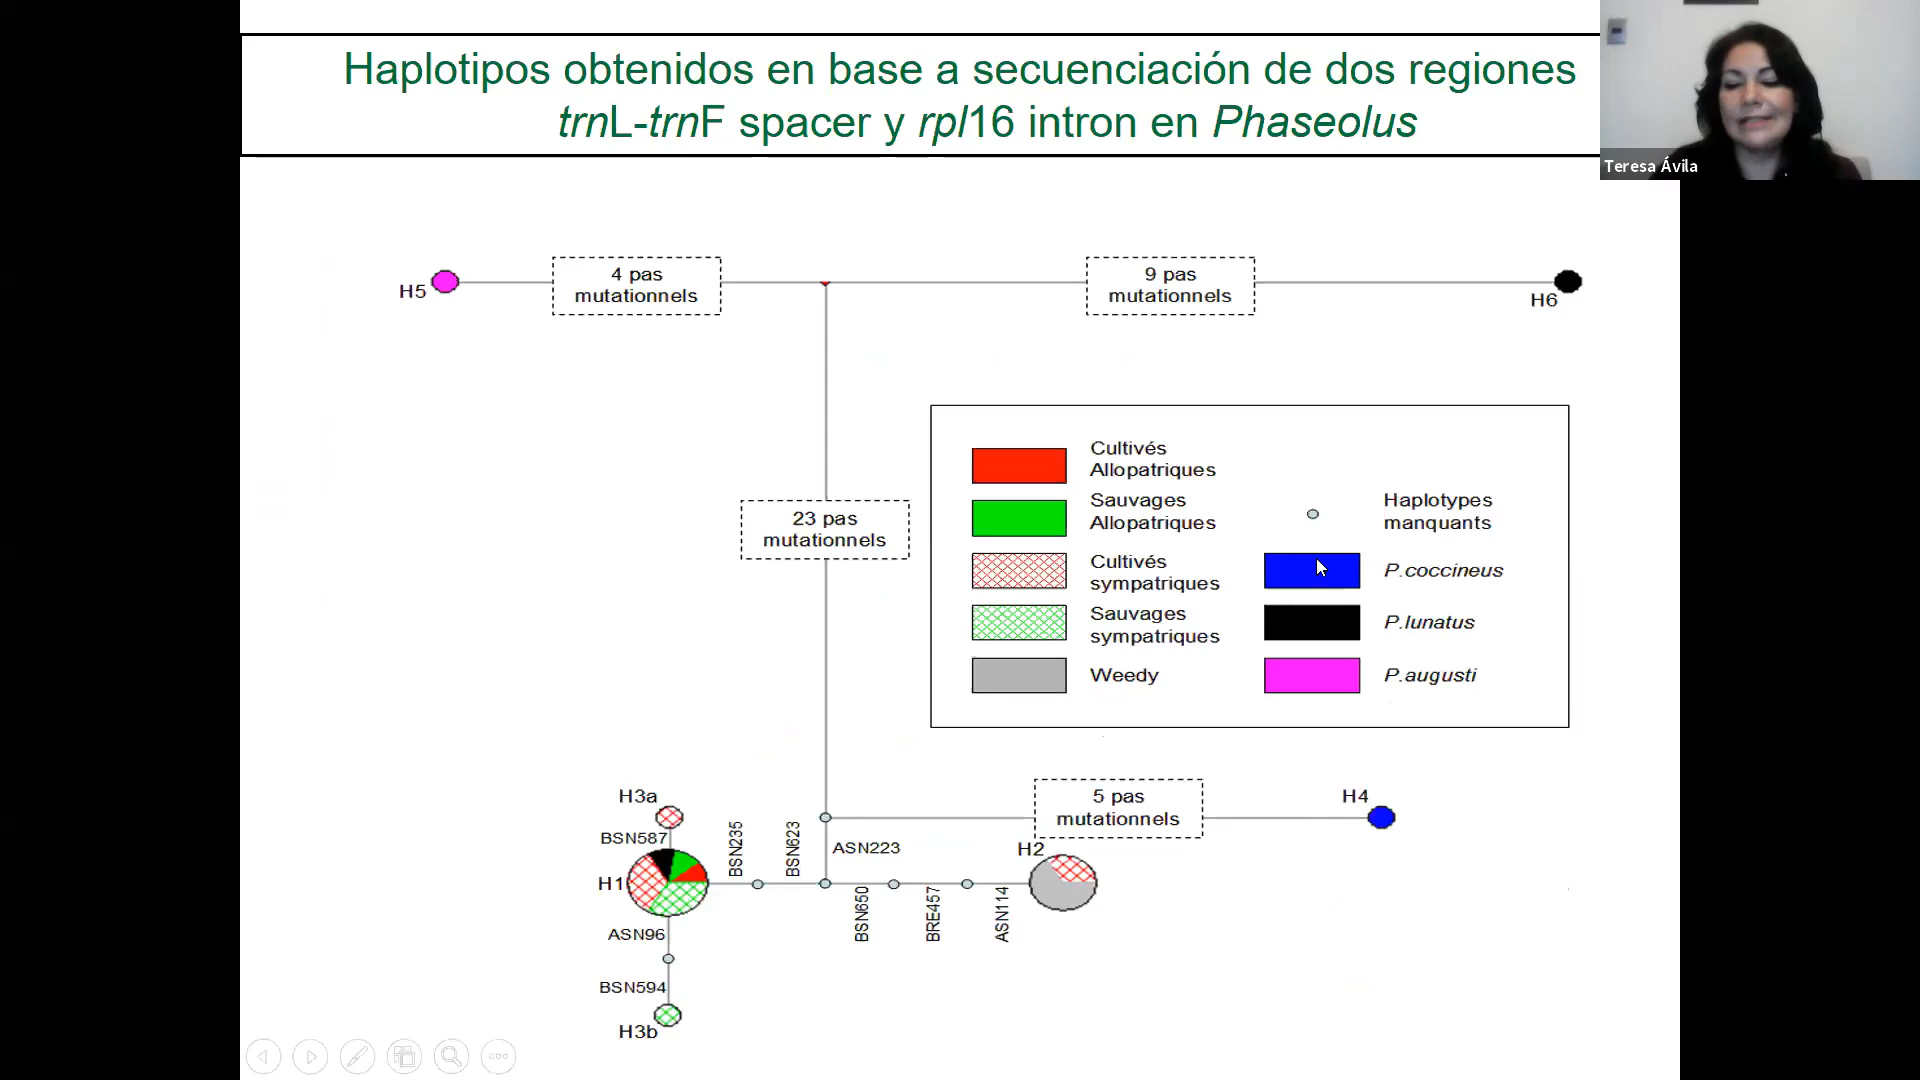 Haplotipos obtenidos en base a secuenciación de dos regiones
trnL-trnF spacer y rpl16 intron en Phaseolus
Teresa Ávila
H5
4 pas
mutationnels
9 pas
mutationnels
H6
23 pas
mutationnels
Cultivés
Allopatriques
Sauvages
Allopatriques
Cultivés
sympatriques
Sauvages
sympatriques
Weedy
Haplotypes
manquants
P.coccineus
P.lunatus
P.augusti
H3a
BSN587
H1
ASN96
BSN594
H3b
BSN235
BSN623
ASN223
BSN650
BRE457
ASN114
H2
5 pas
mutationnels
H4